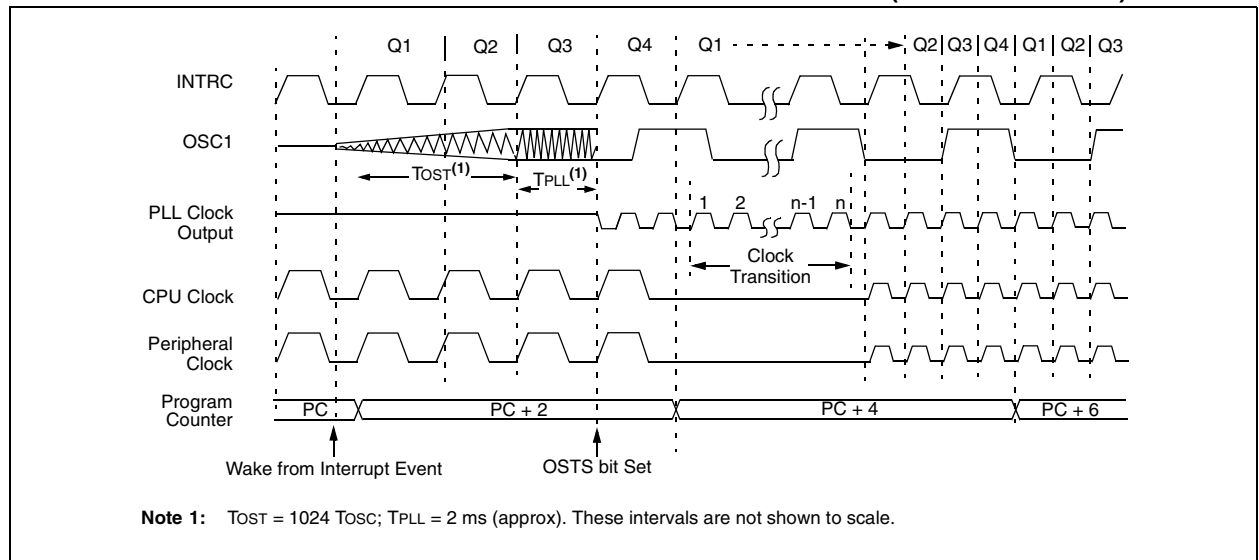 Q1 Q2 Q3 Q4 Q1 Q2 Q3 Q4 Q1 Q2 Q3
INTRC
OSC1
TOST(1)
TPLL(1)
PLL Clock
Output
1 2 n-1 n
Clock
Transition
CPU Clock
Peripheral
Clock
Program
Counter
PC PC + 2 PC + 4 PC + 6
Wake from Interrupt Event OSTS bit Set
Note 1: TOST = 1024 TOSC; TPLL = 2 ms (approx). These intervals are not shown to scale.